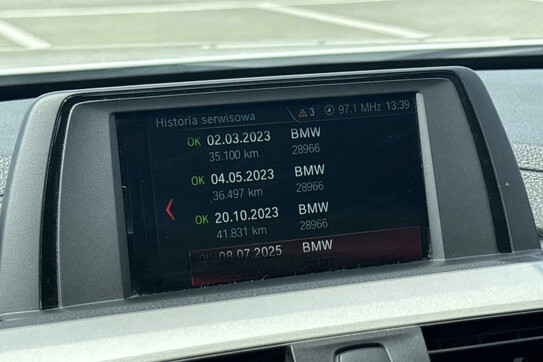 Historia serwisowa ⚠ 3 97.1 MHz 13:39
OK 02.03.2023 BMW
35.100 km 28966
OK 04.05.2023 BMW
36.497 km 28966
OK 20.10.2023 BMW
41.831 km 28966
OK 08.07.2025 BMW